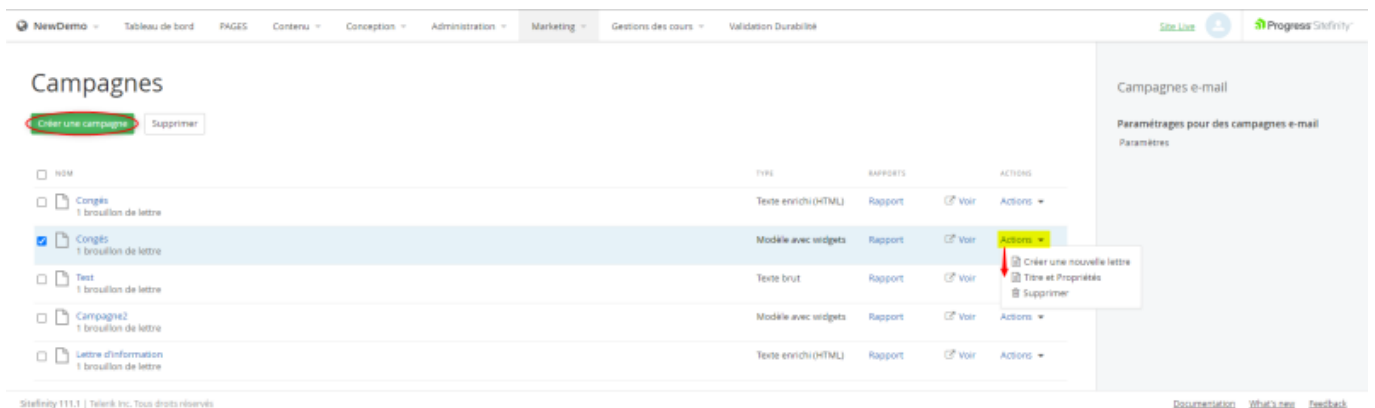 NewDemo Tableau de bord PAGES Contenu Conception Administration Marketing Gestions des cours Validation Durabilité Site Live Progress Sitefinity
Campagnes
Campagnes e-mail
Créer une campagne Supprimer
Paramétrages pour des campagnes e-mail
Paramètres
NOM TYPE RAPPORTS ACTIONS
Congés Texte enrichi (HTML) Rapport Voir Actions
1 brouillon de lettre
Congés Modèle avec widgets Rapport Voir Actions
1 brouillon de lettre
Créer une nouvelle lettre
Titre et Propriétés
Supprimer
Test Texte brut Rapport Voir
1 brouillon de lettre
Campagne2 Modèle avec widgets Rapport Voir Actions
1 brouillon de lettre
Lettre d'information Texte enrichi (HTML) Rapport Voir Actions
1 brouillon de lettre
Sitefinity 111.1 | Telerik Inc. Tous droits réservés Documentation What's new Feedback